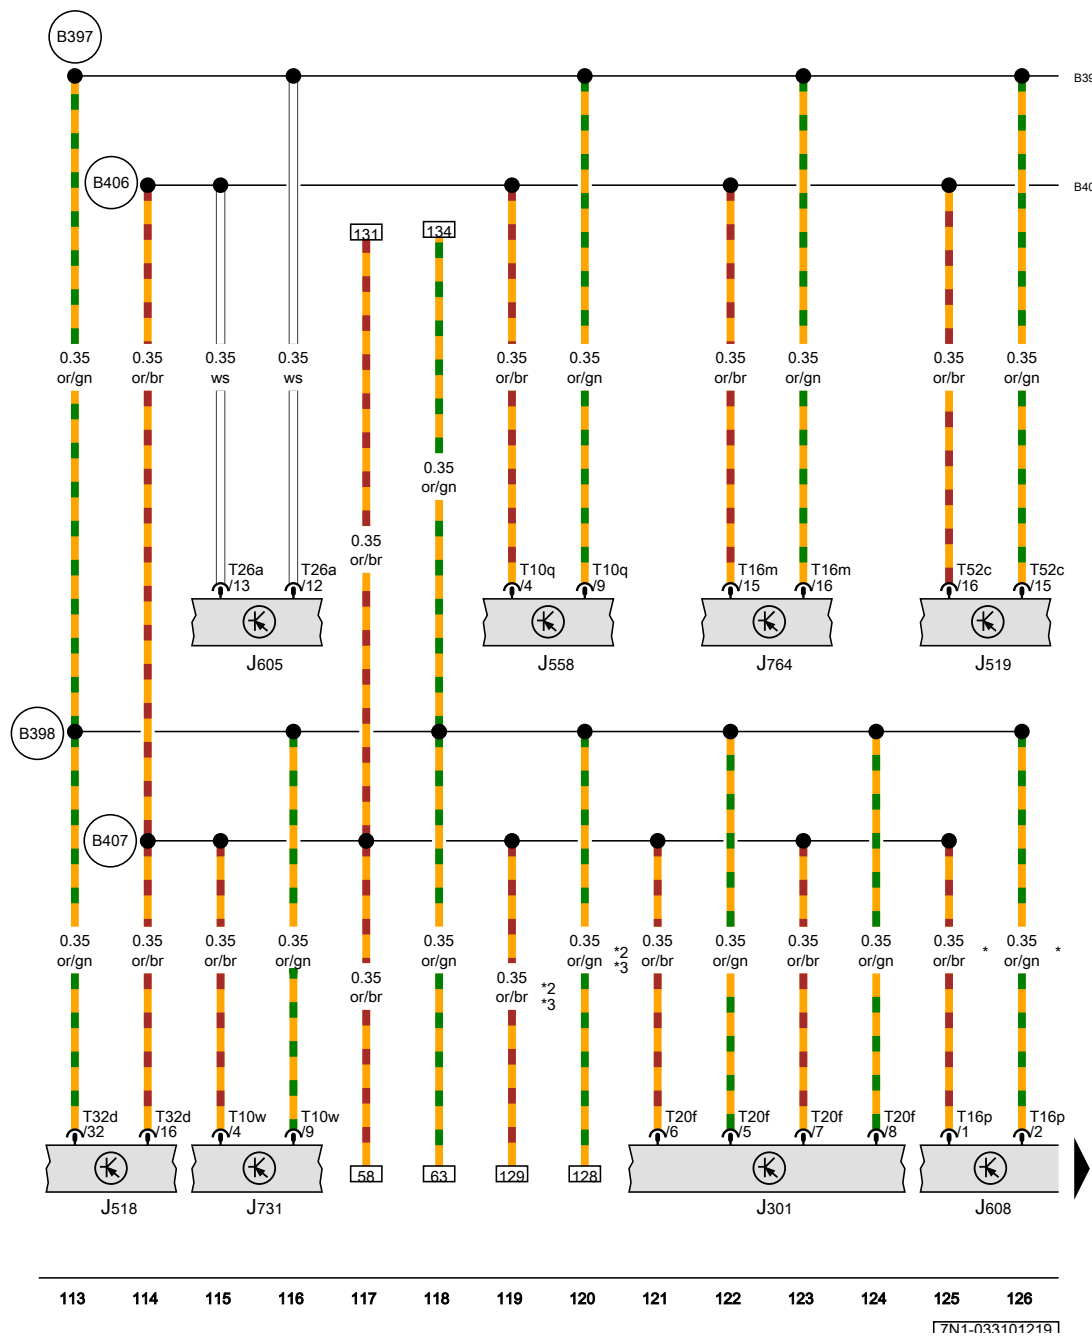 B397
B39
B406
B40
131
134
0.35 0.35 0.35 0.35 0.35 0.35 0.35 0.35 0.35 0.35
or/gn or/br ws ws or/br or/gn or/br or/gn or/br or/gn
0.35
or/gn
0.35
or/br
T26a T26a T10q T10q T16m T16m T52c T52c
/13 /12 /4 /9 /15 /16 /16 /15
J605 J558 J764 J519
B398
B407
0.35 0.35 0.35 0.35 0.35 0.35 0.35 0.35 0.35 0.35 0.35 0.35
or/gn or/br or/br or/gn or/gn or/gn *2 or/br or/gn or/br or/gn or/br * or/gn *
*3
0.35 0.35
or/br or/br *2
*3
T32d T32d T10w T10w T20f T20f T20f T20f T16p T16p
/32 /16 /4 /9 /6 /5 /7 /8 /1 /2
58 63 129 128
J518 J731 J301 J608
113 114 115 116 117 118 119 120 121 122 123 124 125 126
7N1-033101219